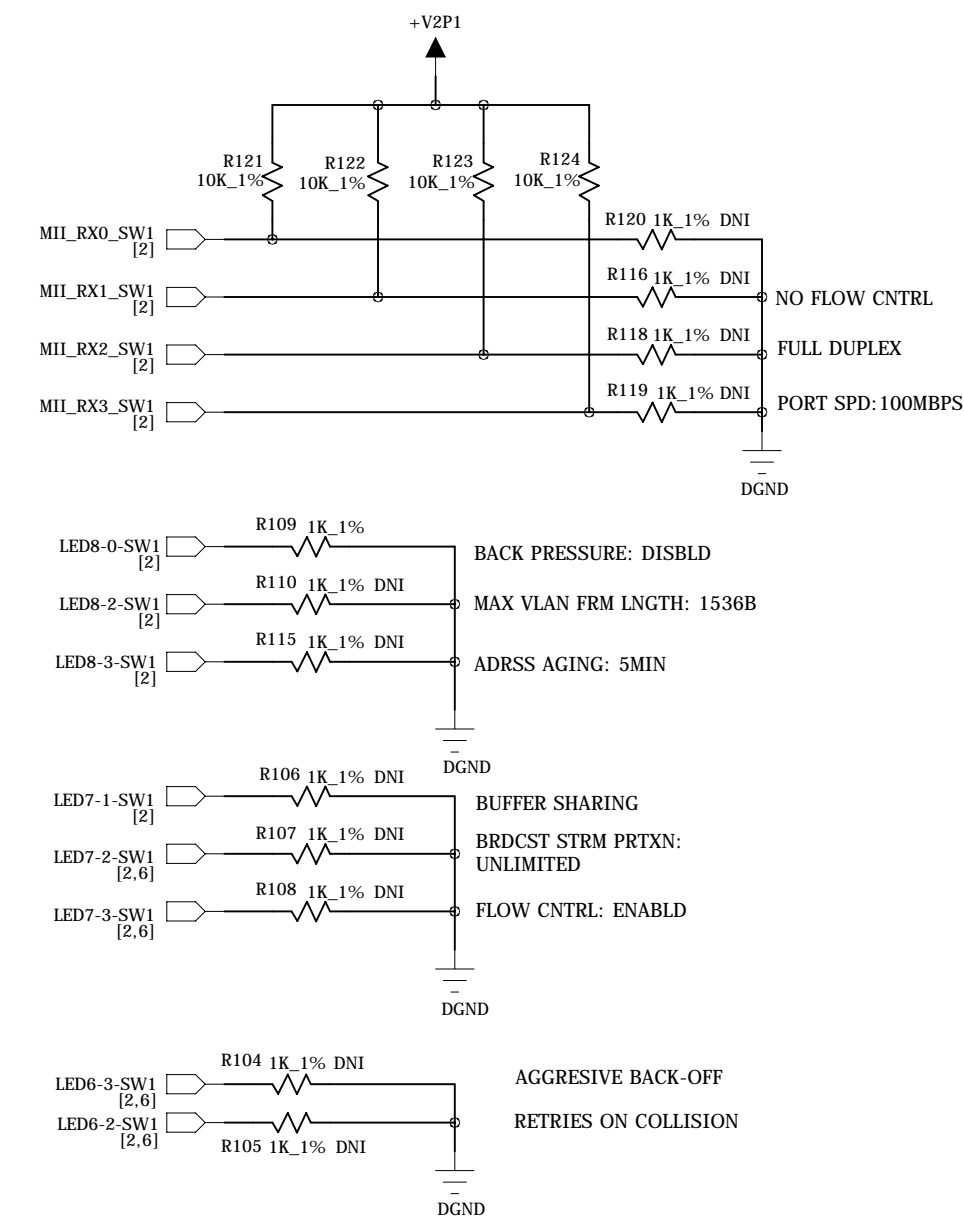 +V2P1
R121
10K_1%
R122
10K_1%
R123
10K_1%
R124
10K_1%
MII_RX0_SW1
[2]
R120 1K_1% DNI
MII_RX1_SW1
[2]
R116 1K_1% DNI
NO FLOW CNTRL
MII_RX2_SW1
[2]
R118 1K_1% DNI
FULL DUPLEX
MII_RX3_SW1
[2]
R119 1K_1% DNI
PORT SPD:100MBPS
DGND
LED8-0-SW1
[2]
R109 1K_1%
BACK PRESSURE: DISBLD
LED8-2-SW1
[2]
R110 1K_1% DNI
MAX VLAN FRM LNGTH: 1536B
LED8-3-SW1
[2]
R115 1K_1% DNI
ADRSS AGING: 5MIN
DGND
LED7-1-SW1
[2]
R106 1K_1% DNI
BUFFER SHARING
LED7-2-SW1
[2,6]
R107 1K_1% DNI
BRDCST STRM PRTXN:
UNLIMITED
LED7-3-SW1
[2,6]
R108 1K_1% DNI
FLOW CNTRL: ENABLD
DGND
LED6-3-SW1
[2,6]
R104 1K_1% DNI
AGGRESIVE BACK-OFF
LED6-2-SW1
[2,6]
R105 1K_1% DNI
RETRIES ON COLLISION
DGND